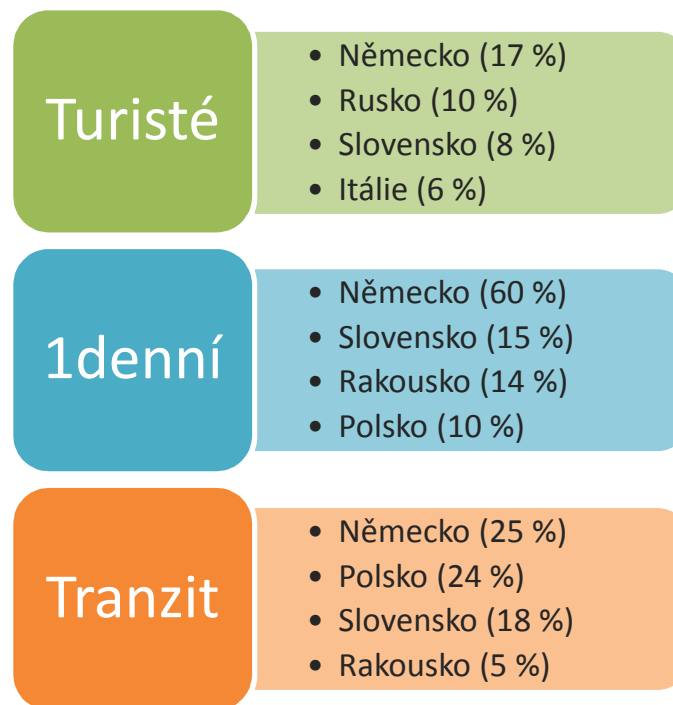 Turisté
• Německo (17 %)
• Rusko (10 %)
• Slovensko (8 %)
• Itálie (6 %)
1denní
• Německo (60 %)
• Slovensko (15 %)
• Rakousko (14 %)
• Polsko (10 %)
Tranzit
• Německo (25 %)
• Polsko (24 %)
• Slovensko (18 %)
• Rakousko (5 %)